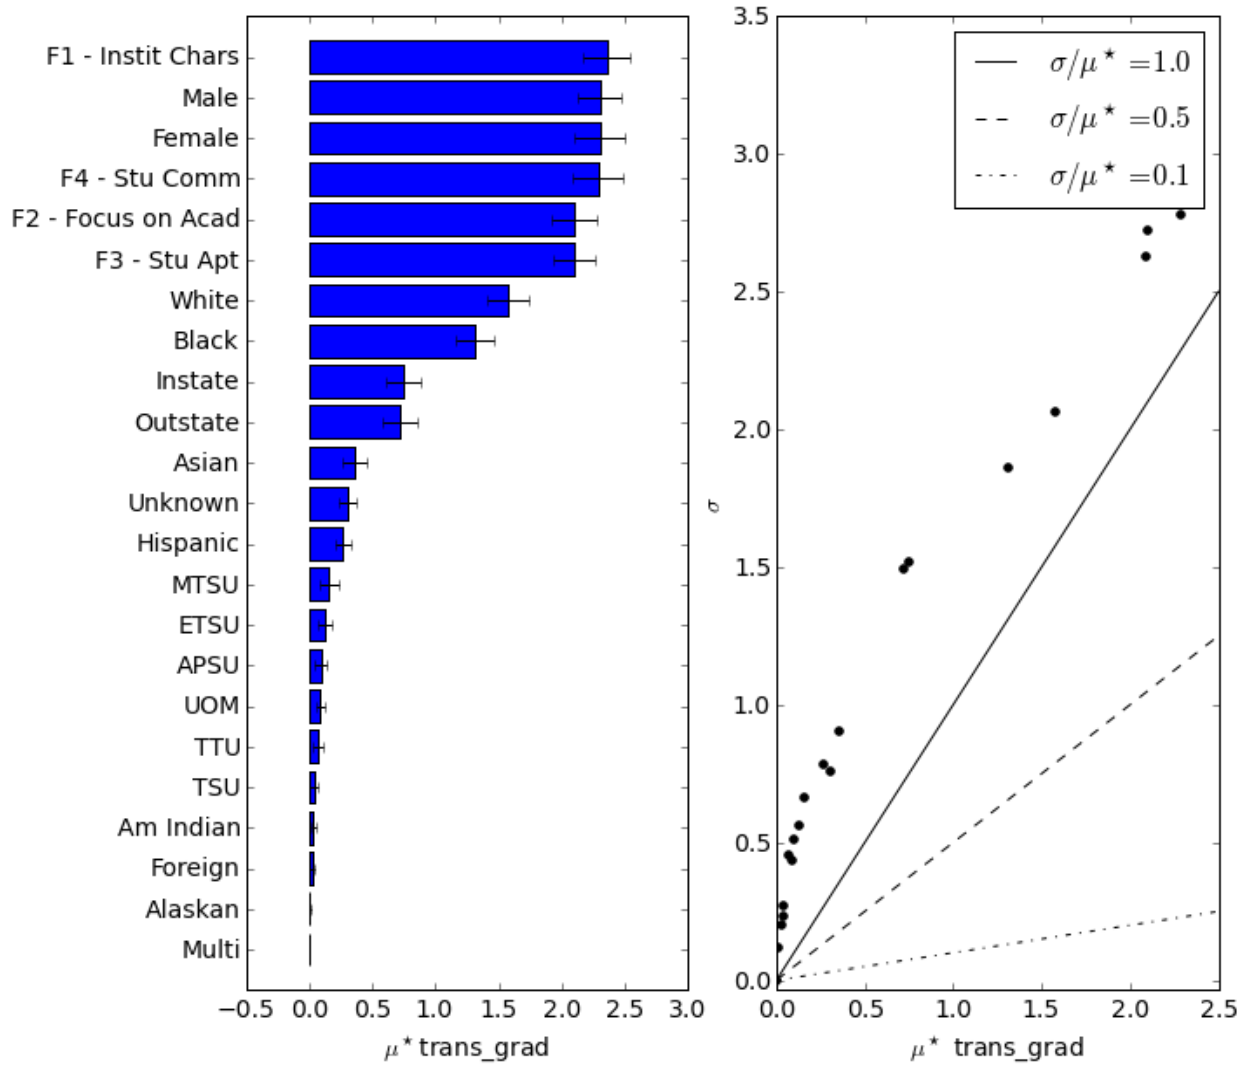 F1 - Instit Chars
Male
Female
F4 - Stu Comm
F2 - Focus on Acad
F3 - Stu Apt
White
Black
Instate
Outstate
Asian
Unknown
Hispanic
MTSU
ETSU
APSU
UOM
TTU
TSU
Am Indian
Foreign
Alaskan
Multi
−0.5 0.0 0.5 1.0 1.5 2.0 2.5 3.0
μ⋆ trans_grad
3.5
3.0
2.5
2.0
1.5
1.0
0.5
0.0
σ
σ/μ⋆ =1.0
σ/μ⋆ =0.5
σ/μ⋆ =0.1
0.0 0.5 1.0 1.5 2.0 2.5
μ⋆ trans_grad